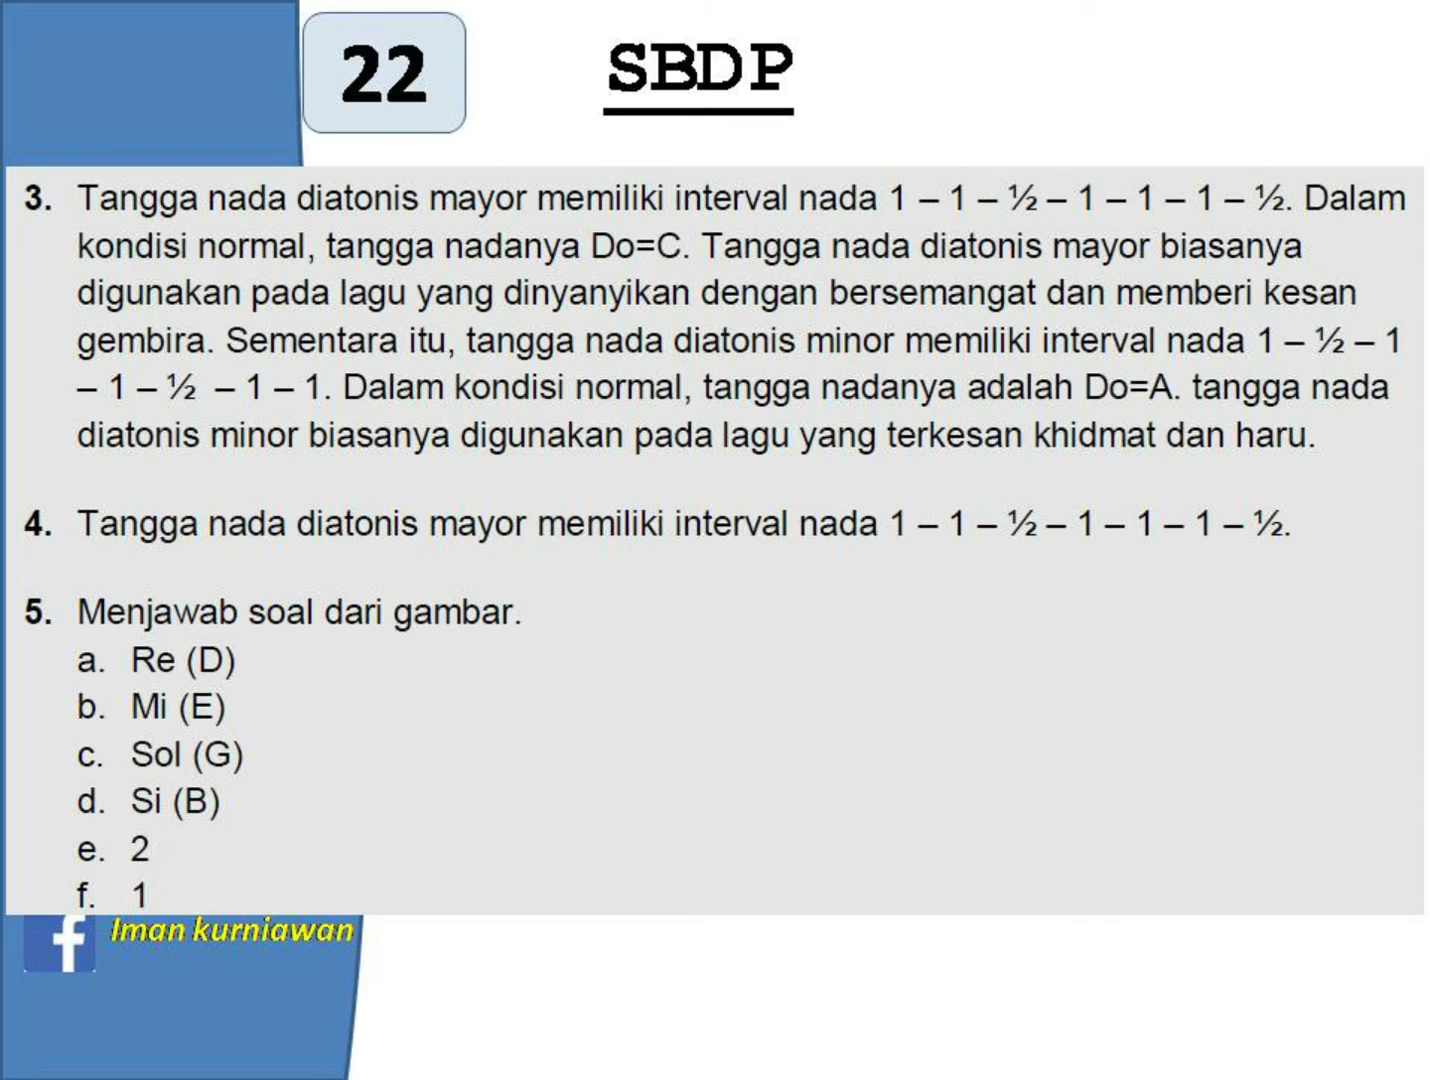 22
SBDP
3. Tangga nada diatonis mayor memiliki interval nada 1 – 1 – ½ – 1 – 1 – 1 – ½. Dalam
kondisi normal, tangga nadanya Do=C. Tangga nada diatonis mayor biasanya
digunakan pada lagu yang dinyanyikan dengan bersemangat dan memberi kesan
gembira. Sementara itu, tangga nada diatonis minor memiliki interval nada 1 – ½ – 1
– 1 – ½ – 1 – 1. Dalam kondisi normal, tangga nadanya adalah Do=A. tangga nada
diatonis minor biasanya digunakan pada lagu yang terkesan khidmat dan haru.
4. Tangga nada diatonis mayor memiliki interval nada 1 – 1 – ½ – 1 – 1 – 1 – ½.
5. Menjawab soal dari gambar.
a. Re (D)
b. Mi (E)
c. Sol (G)
d. Si (B)
e. 2
f. 1
f Iman kurniawan